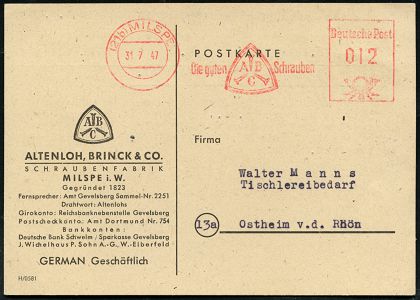 (21b) MILSPE
31. 7. 47
POSTKARTE
Die guten ABC Schrauben
Deutsche Post
012
ABC
ALTENLOH, BRINCK & CO.
SCHRAUBENFABRIK
MILSPE i. W.
Gegründet 1823
Fernsprecher: Amt Gevelsberg Sammel-Nr. 2251
Drahtwort: Altenlohs
Girokonto: Reichsbanknebenstelle Gevelsberg
Postscheckkonto: Amt Dortmund Nr. 754
Bankkonten:
Deutsche Bank Schwelm / Sparkasse Gevelsberg
J. Wichelhaus P. Sohn A.-G., W.-Elberfeld
GERMAN Geschäftlich
H/0581
Firma
Walter Manns
Tischlereibedarf
13a Ostheim v.d. Rhön